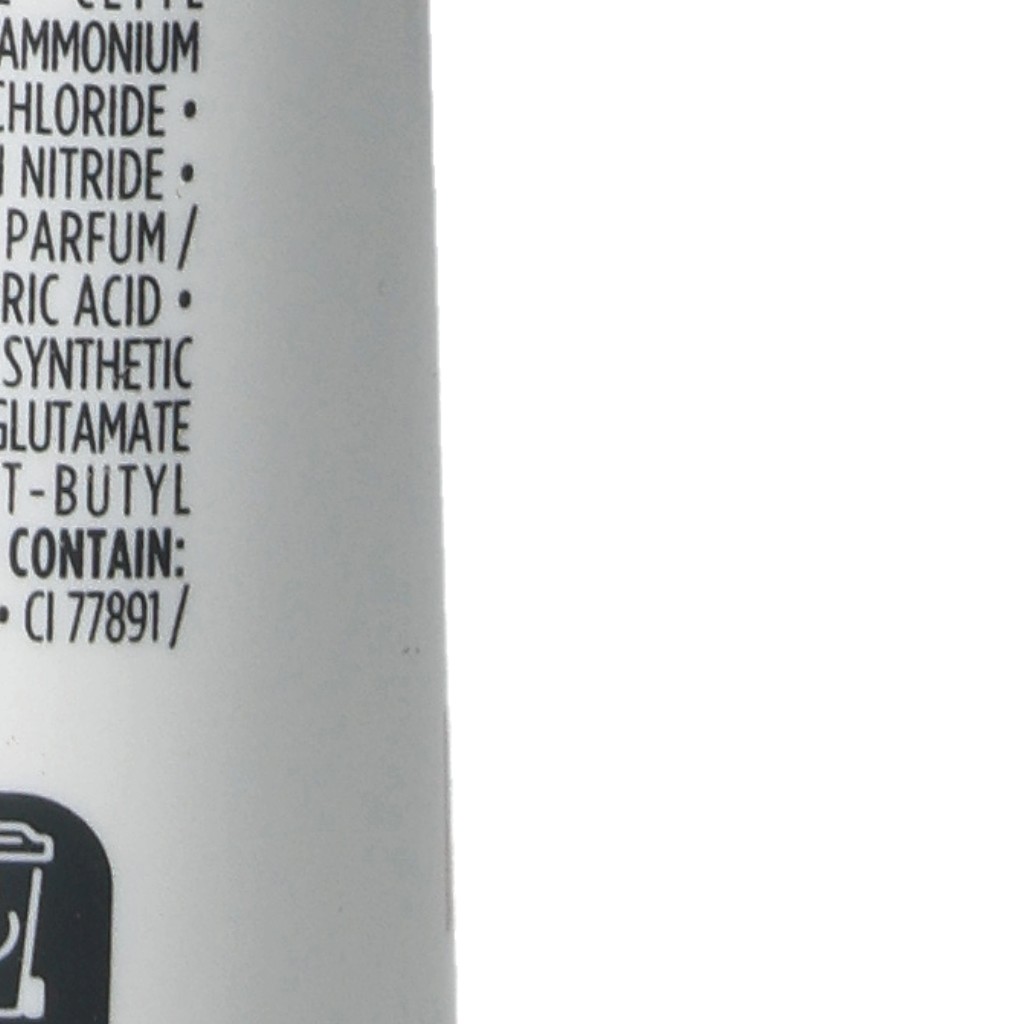 AMMONIUM
CHLORIDE •
NITRIDE •
PARFUM /
RIC ACID •
SYNTHETIC
GLUTAMATE
T-BUTYL
CONTAIN:
• CI 77891 /